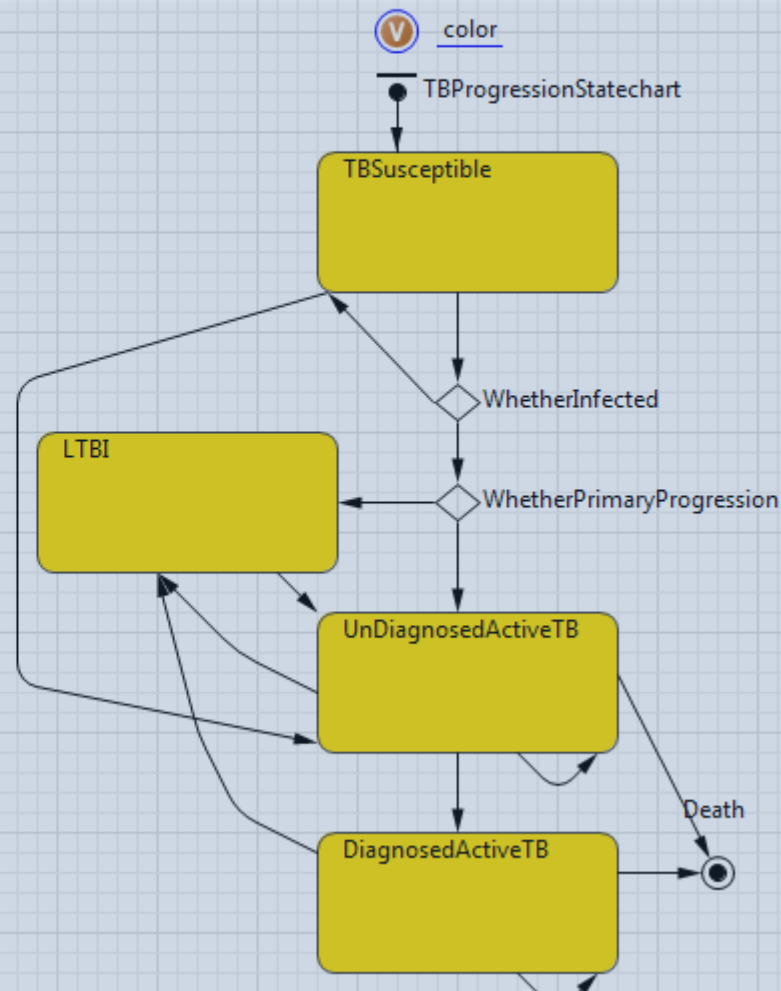 V color
TBProgressionStatechart
TBSusceptible
WhetherInfected
LTBI
WhetherPrimaryProgression
UnDiagnosedActiveTB
Death
DiagnosedActiveTB